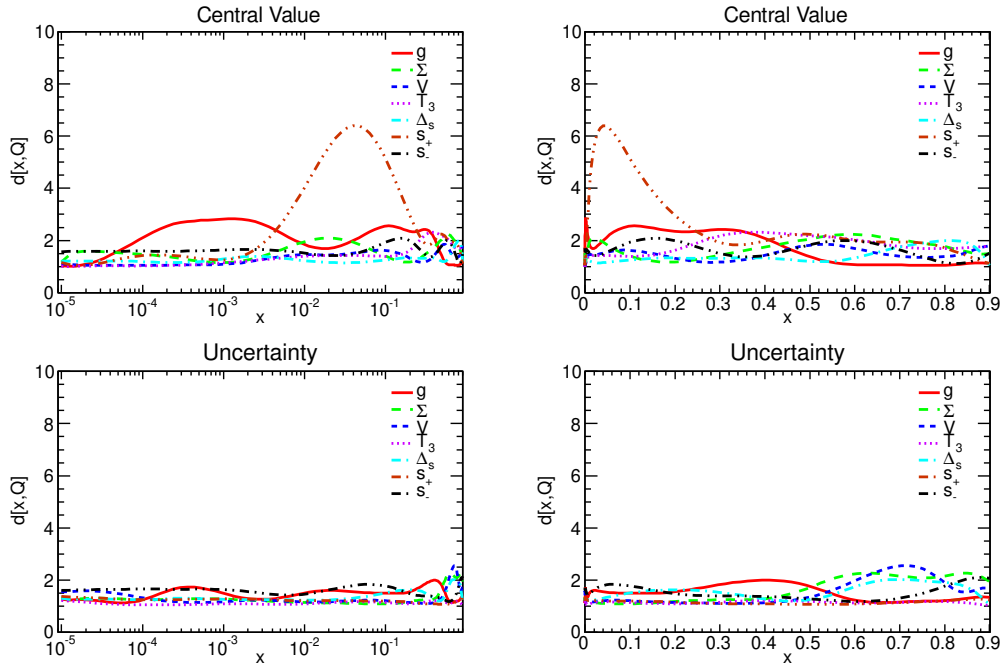 Central Value
10
8
6
4
2
0
d[x,Q]
g
Σ
V
T₃
Δₛ
s₊
s₋
10⁻⁵
10⁻⁴
10⁻³
10⁻²
10⁻¹
x
Central Value
10
8
6
4
2
0
d[x,Q]
g
Σ
V
T₃
Δₛ
s₊
s₋
0 0.1 0.2 0.3 0.4 0.5 0.6 0.7 0.8 0.9
x
Uncertainty
10
8
6
4
2
0
d[x,Q]
g
Σ
V
T₃
Δₛ
s₊
s₋
10⁻⁵
10⁻⁴
10⁻³
10⁻²
10⁻¹
x
Uncertainty
10
8
6
4
2
0
d[x,Q]
g
Σ
V
T₃
Δₛ
s₊
s₋
0 0.1 0.2 0.3 0.4 0.5 0.6 0.7 0.8 0.9
x